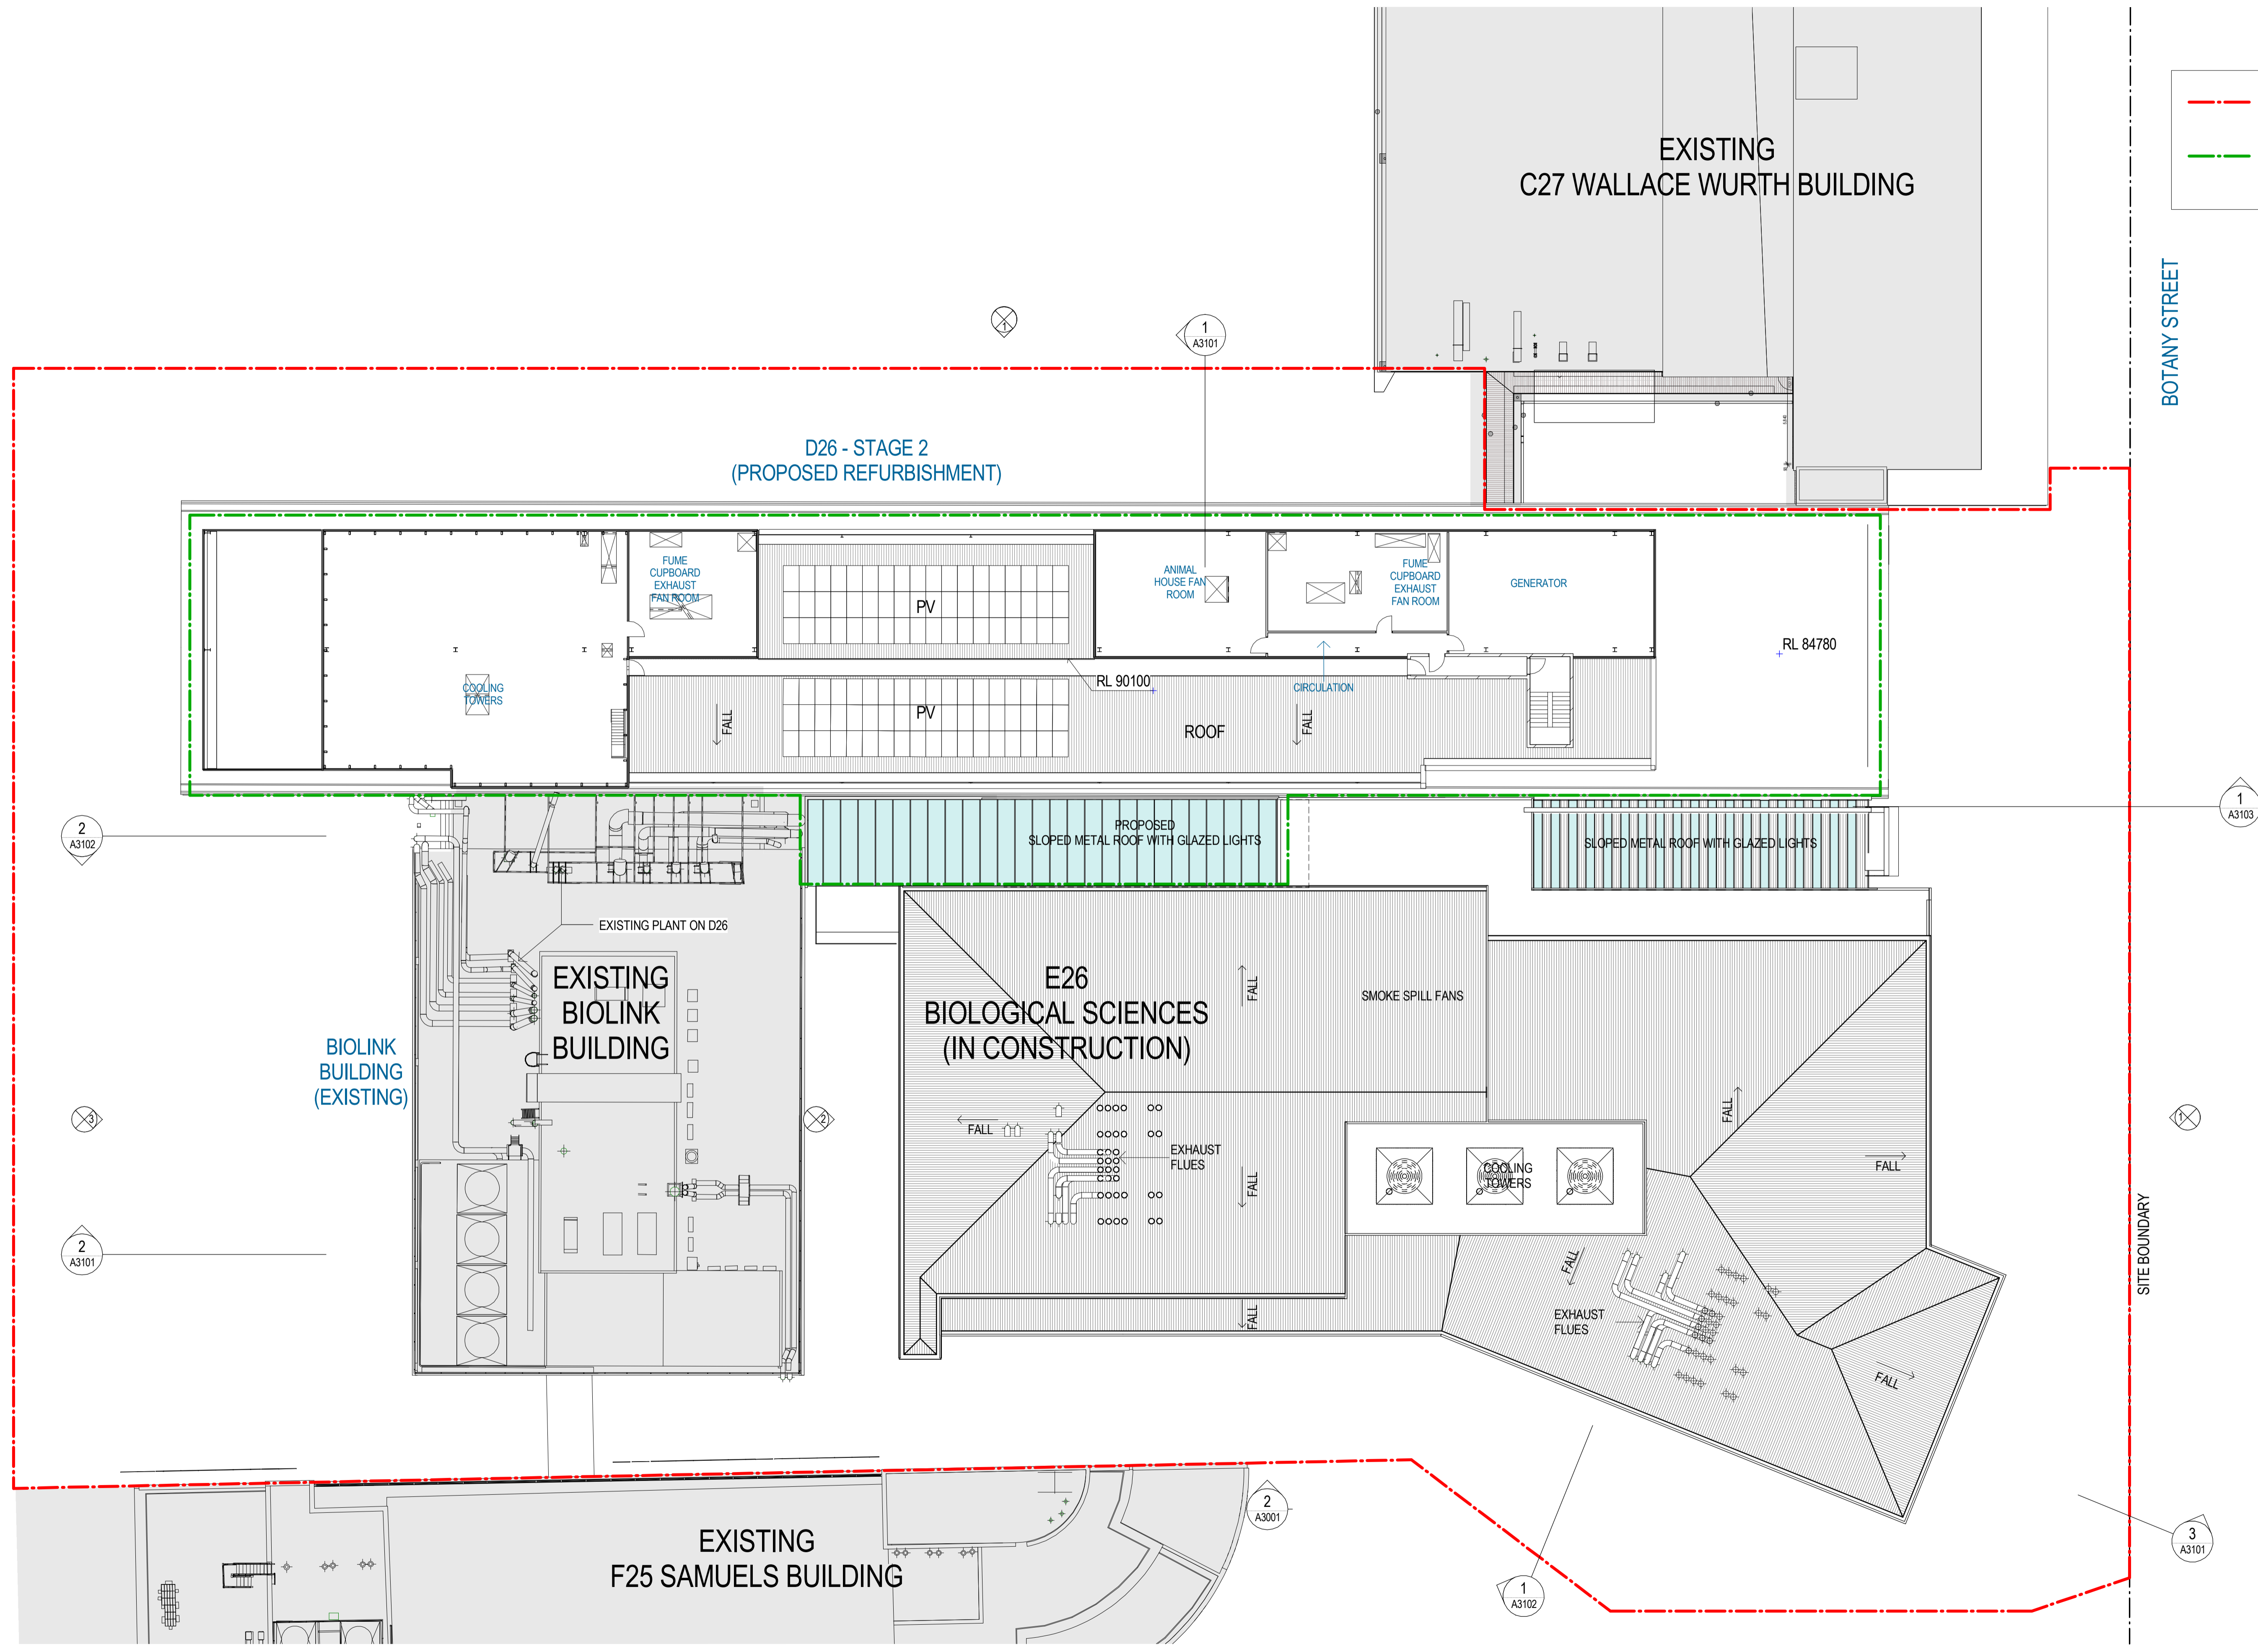 EXISTING
C27 WALLACE WURTH BUILDING
BOTANY STREET
1
1
A3101
D26 - STAGE 2
(PROPOSED REFURBISHMENT)
FUME
CUPBOARD
EXHAUST
FAN ROOM
PV
ANIMAL
HOUSE FAN
ROOM
FUME
CUPBOARD
EXHAUST
FAN ROOM
GENERATOR
RL 84780
COOLING
TOWERS
RL 90100
CIRCULATION
FALL
PV
FALL
ROOF
2
A3102
PROPOSED
SLOPED METAL ROOF WITH GLAZED LIGHTS
SLOPED METAL ROOF WITH GLAZED LIGHTS
1
A3103
EXISTING PLANT ON D26
EXISTING
BIOLINK
BUILDING
E26
BIOLOGICAL SCIENCES
(IN CONSTRUCTION)
FALL
SMOKE SPILL FANS
BIOLINK
BUILDING
(EXISTING)
3
2
FALL
EXHAUST
FLUES
FALL
COOLING
TOWERS
FALL
FALL
1
2
A3101
FALL
FALL
EXHAUST
FLUES
FALL
SITE BOUNDARY
EXISTING
F25 SAMUELS BUILDING
2
A3001
1
A3102
3
A3101